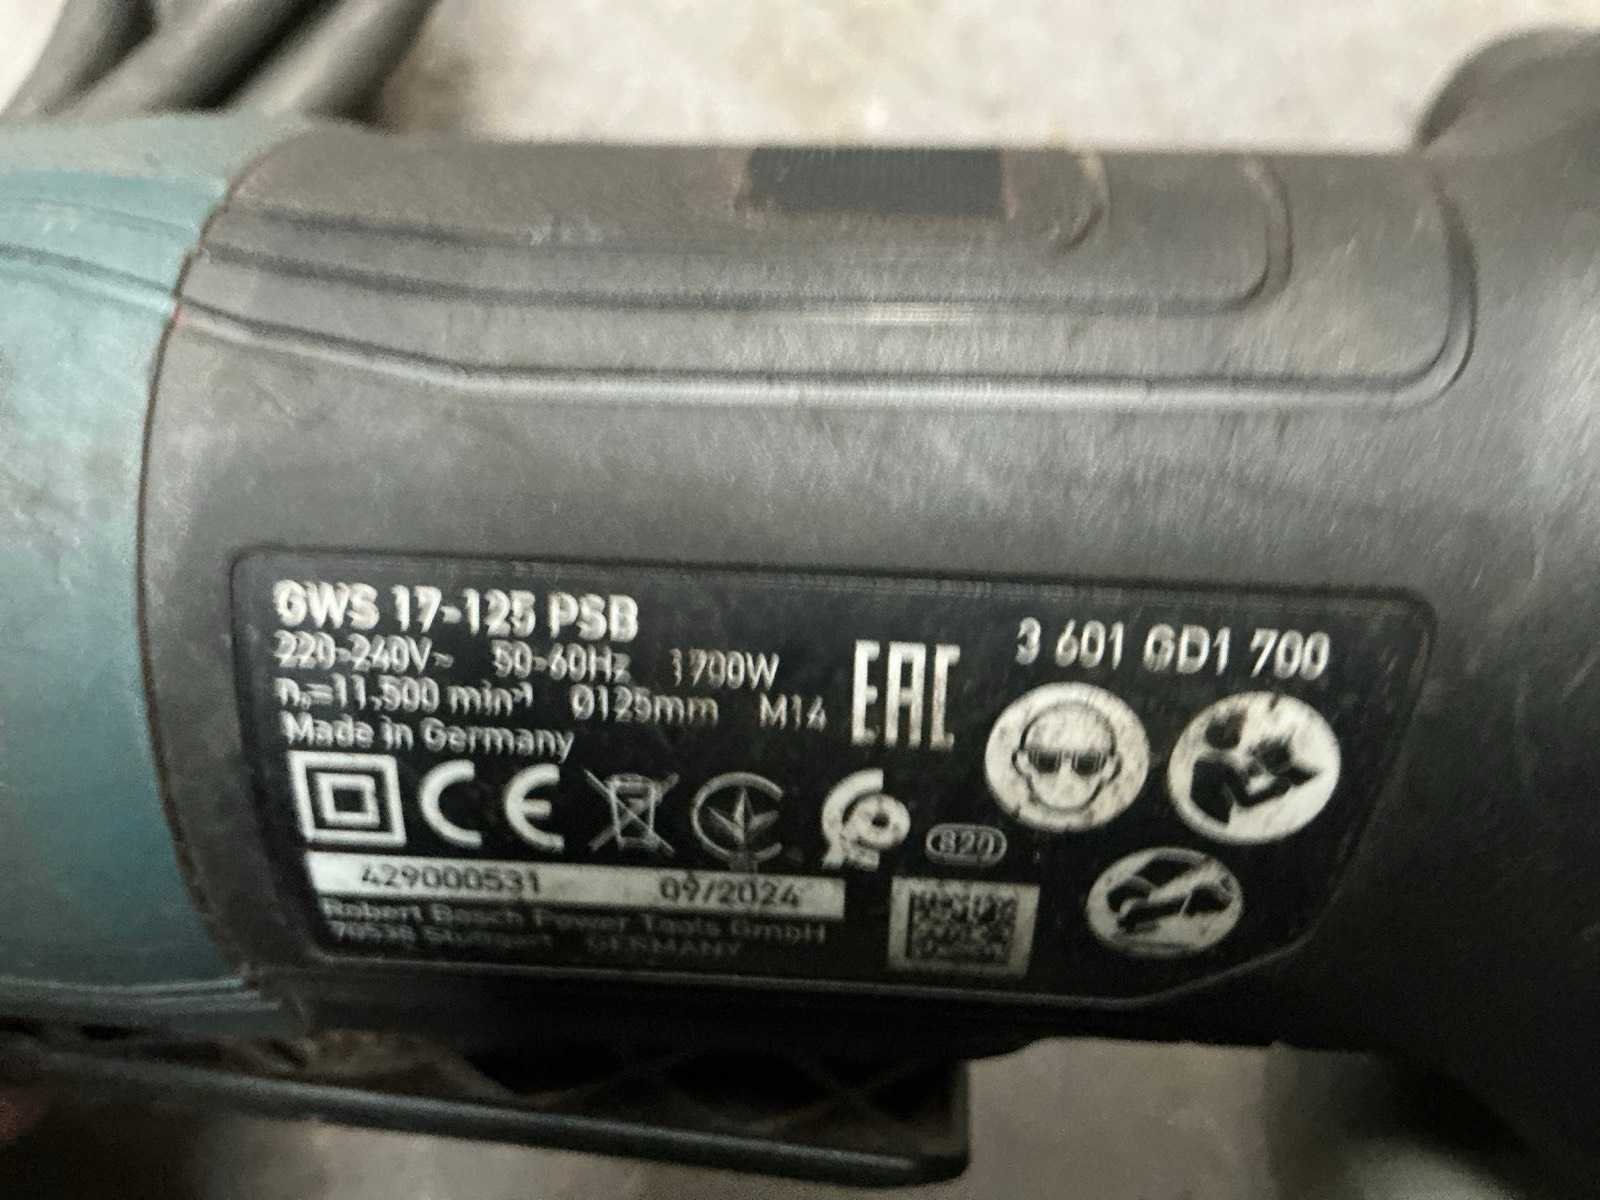 GWS 17-125 PSB
220-240V~ 50-60Hz 1700W
n₀=11.500 min⁻¹ Ø125mm M14
Made in Germany
EAC
3 601 GD1 700
CE
820
429000531 09/2024
Robert Bosch Power Tools GmbH
70538 Stuttgart GERMANY